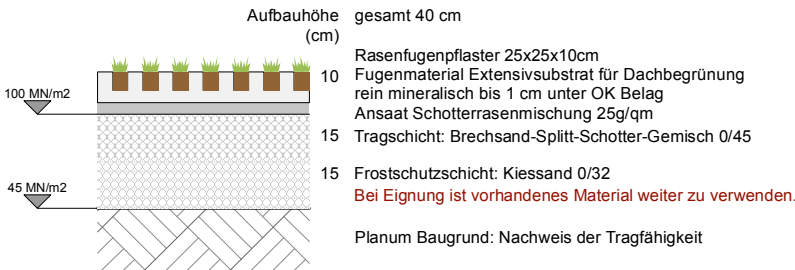 Aufbauhöhe gesamt 40 cm
(cm)
Rasenfugenpflaster 25x25x10cm
10 Fugenmaterial Extensivsubstrat für Dachbegrünung
rein mineralisch bis 1 cm unter OK Belag
100 MN/m2
Ansaat Schotterrasenmischung 25g/qm
15 Tragschicht: Brechsand-Splitt-Schotter-Gemisch 0/45
15 Frostschutzschicht: Kiessand 0/32
45 MN/m2
Bei Eignung ist vorhandenes Material weiter zu verwenden.
Planum Baugrund: Nachweis der Tragfähigkeit